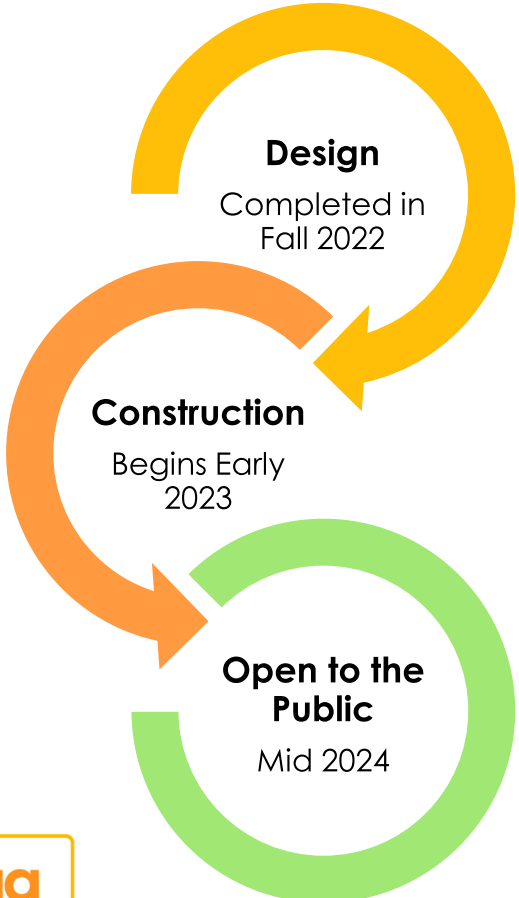 Design
Completed in
Fall 2022
Construction
Begins Early
2023
Open to the
Public
Mid 2024